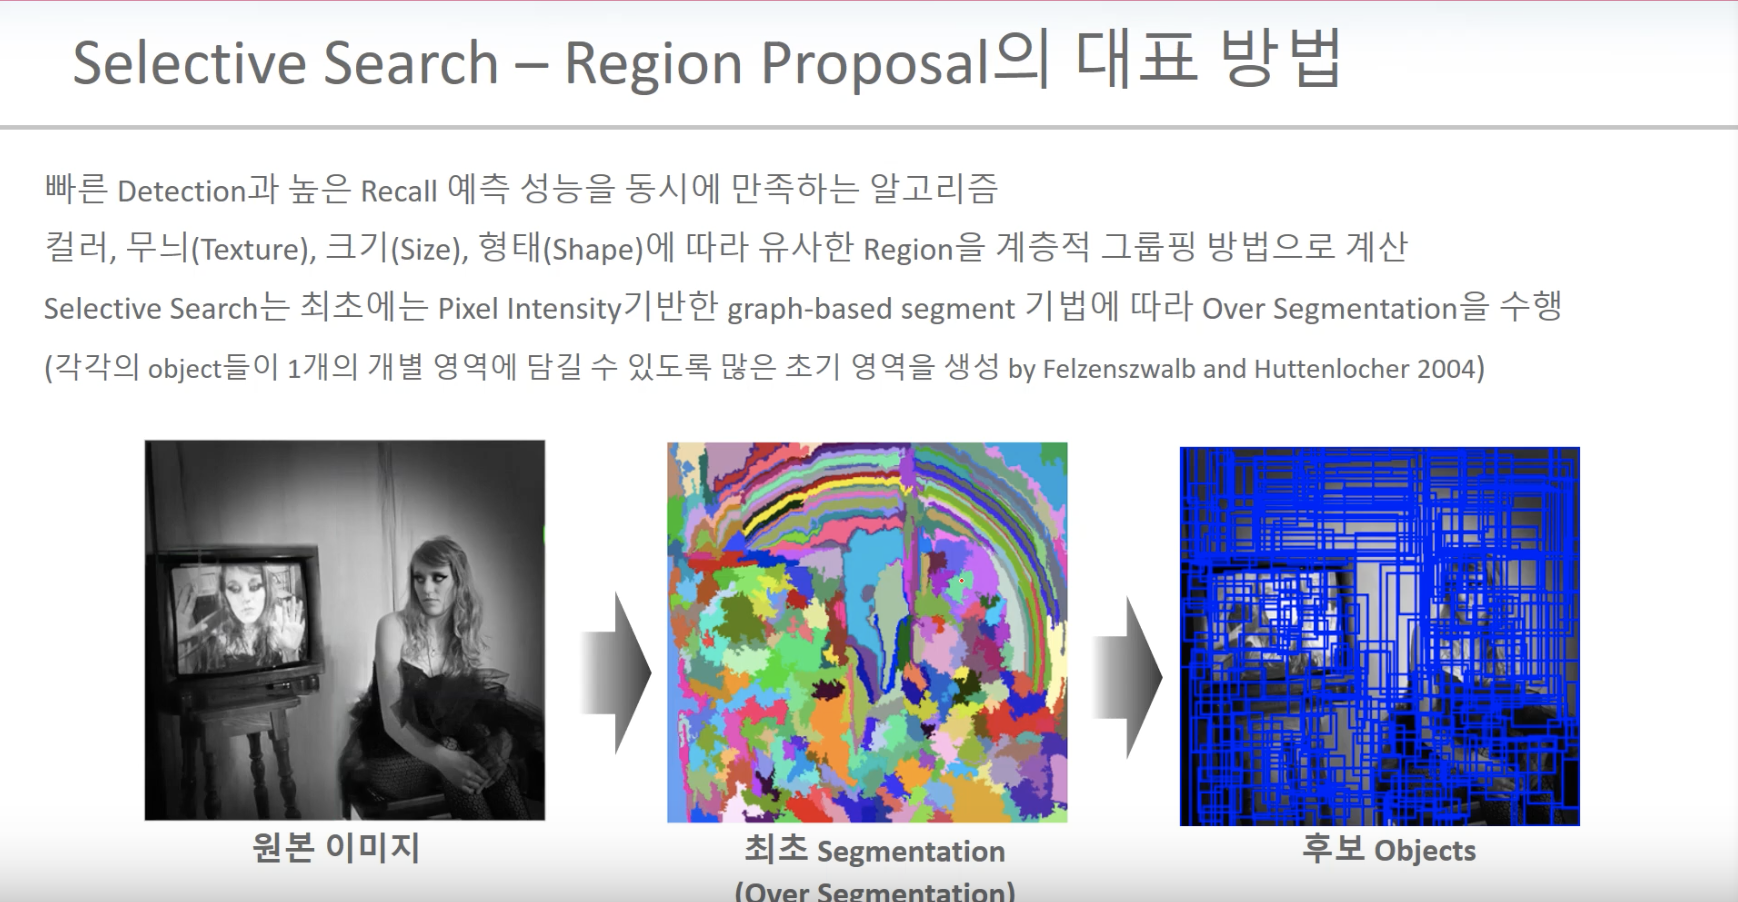 Selective Search – Region Proposal의 대표 방법
빠른 Detection과 높은 Recall 예측 성능을 동시에 만족하는 알고리즘
컬러, 무늬(Texture), 크기(Size), 형태(Shape)에 따라 유사한 Region을 계층적 그룹핑 방법으로 계산
Selective Search는 최초에는 Pixel Intensity기반한 graph-based segment 기법에 따라 Over Segmentation을 수행
(각각의 object들이 1개의 개별 영역에 담길 수 있도록 많은 초기 영역을 생성 by Felzenszwalb and Huttenlocher 2004)
원본 이미지
최초 Segmentation
(Over Segmentation)
후보 Objects